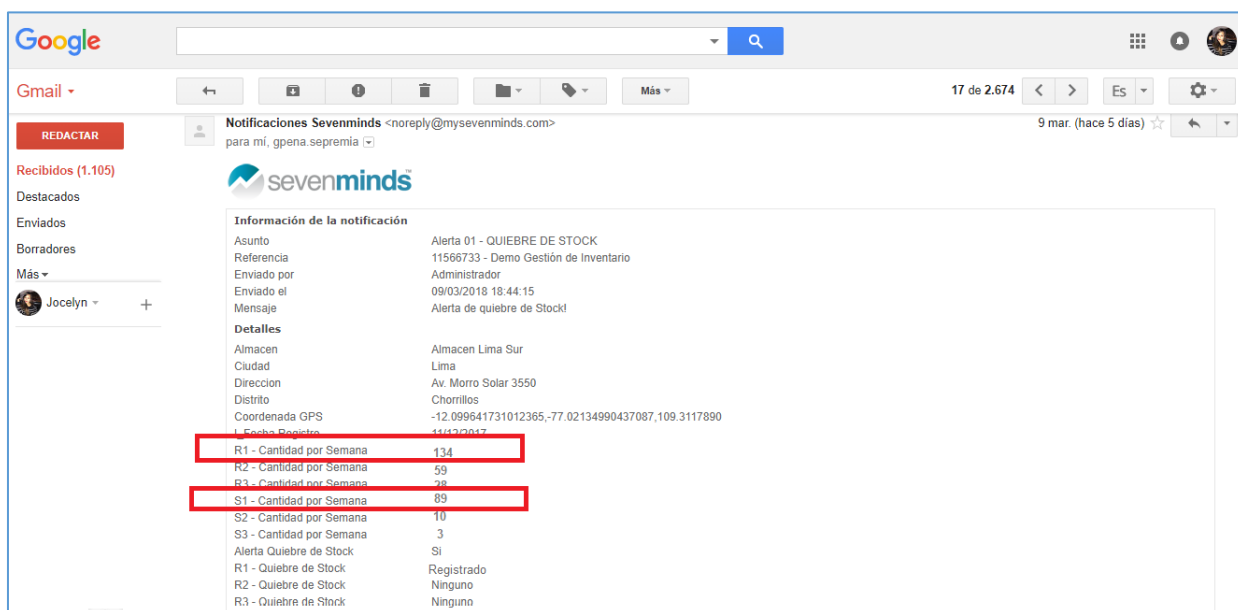 Google
Gmail
Más
17 de 2.674
Es
REDACTAR
Recibidos (1.105)
Destacados
Enviados
Borradores
Más
Jocelyn
Notificaciones Sevenminds <noreply@mysevenminds.com>
9 mar. (hace 5 días)
para mí, gpena.sepremia
sevenminds
Información de la notificación
Asunto Alerta 01 - QUIEBRE DE STOCK
Referencia 11566733 - Demo Gestión de Inventario
Enviado por Administrador
Enviado el 09/03/2018 18:44:15
Mensaje Alerta de quiebre de Stock!
Detalles
Almacen Almacen Lima Sur
Ciudad Lima
Direccion Av. Morro Solar 3550
Distrito Chorrillos
Coordenada GPS -12.099641731012365,-77.02134990437087,109.3117890
I_Fecha Registro 11/12/2017
R1 - Cantidad por Semana 134
R2 - Cantidad por Semana 59
R3 - Cantidad por Semana 28
S1 - Cantidad por Semana 89
S2 - Cantidad por Semana 10
S3 - Cantidad por Semana 3
Alerta Quiebre de Stock Si
R1 - Quiebre de Stock Registrado
R2 - Quiebre de Stock Ninguno
R3 - Quiebre de Stock Ninguno